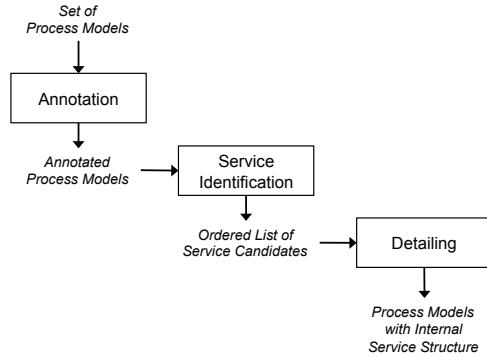 Set of
Process Models
Annotation
Annotated
Process Models
Service
Identification
Ordered List of
Service Candidates
Detailing
Process Models
with Internal
Service Structure